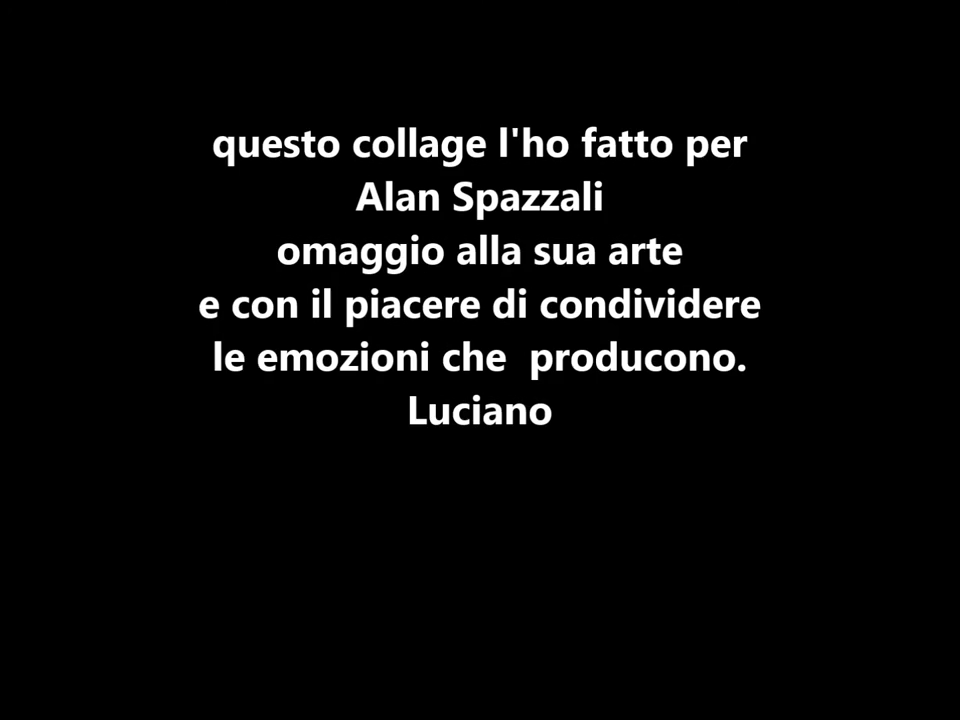 questo collage l'ho fatto per
Alan Spazzali
omaggio alla sua arte
e con il piacere di condividere
le emozioni che  producono.
Luciano